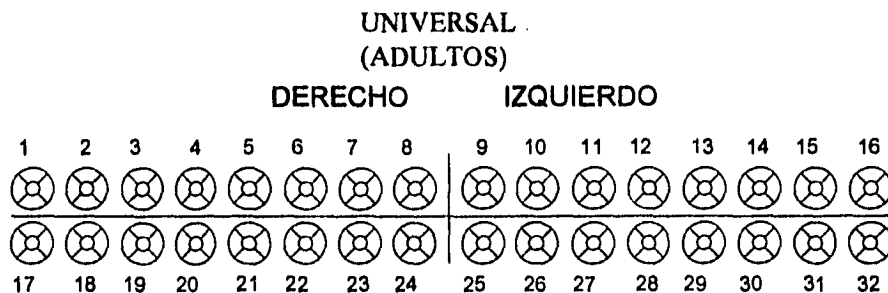 UNIVERSAL
(ADULTOS)
DERECHO IZQUIERDO
1 2 3 4 5 6 7 8 9 10 11 12 13 14 15 16
17 18 19 20 21 22 23 24 25 26 27 28 29 30 31 32